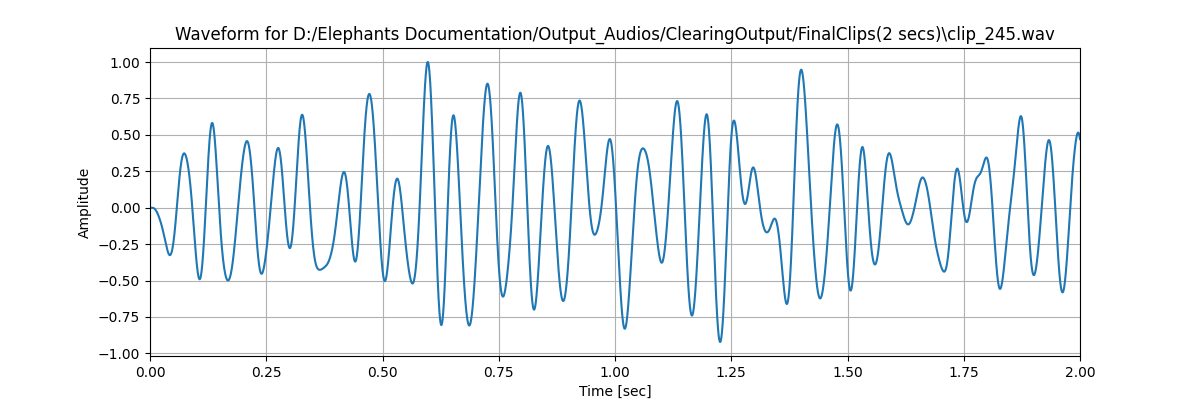 Waveform for D:/Elephants Documentation/Output_Audios/ClearingOutput/FinalClips(2 secs)\clip_245.wav
Amplitude
1.00
0.75
0.50
0.25
0.00
−0.25
−0.50
−0.75
−1.00
0.00 0.25 0.50 0.75 1.00 1.25 1.50 1.75 2.00
Time [sec]